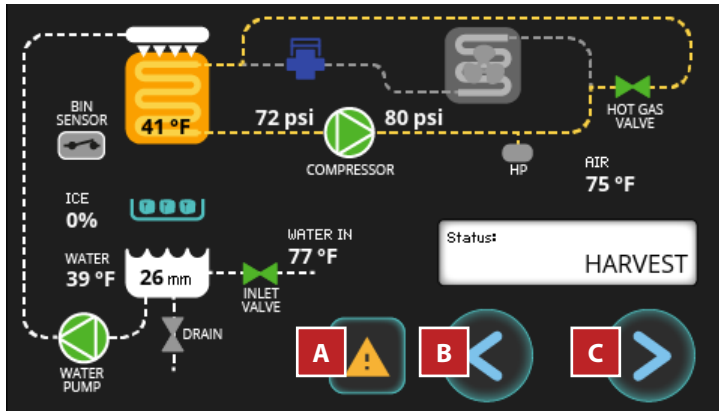 BIN
SENSOR
41 °F
72 psi
80 psi
COMPRESSOR
HP
HOT GAS
VALVE
AIR
75 °F
ICE
0%
WATER
39 °F
26 mm
WATER IN
77 °F
INLET
VALVE
DRAIN
WATER
PUMP
Status:
HARVEST
A
B
C